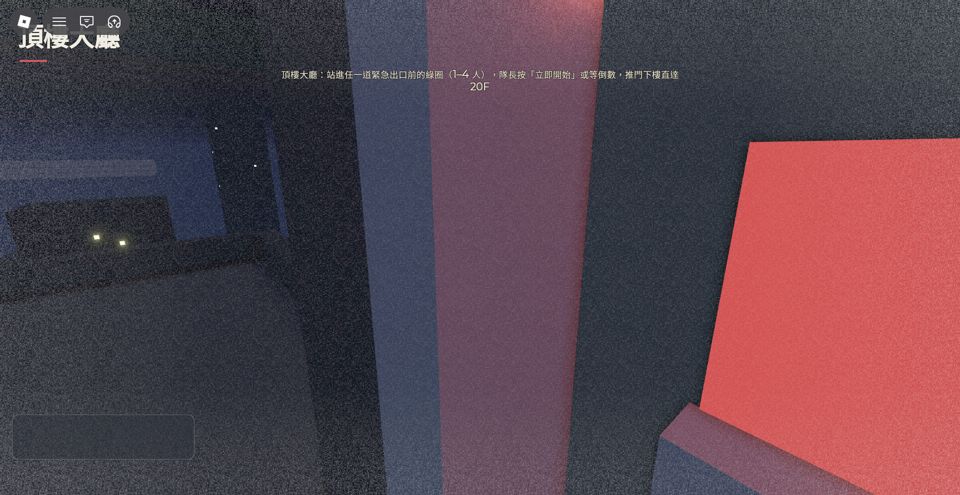 頂樓大廳
頂樓大廳：站進任一道緊急出口前的綠圈（1–4 人），隊長按「立即開始」或等倒數，推門下樓直達
20F